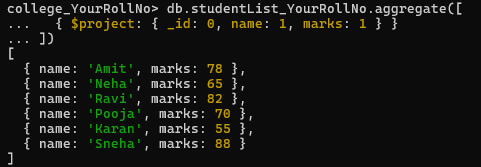 college_YourRollNo> db.studentList_YourRollNo.aggregate([
...   { $project: { _id: 0, name: 1, marks: 1 } }
... ])
[
  { name: 'Amit', marks: 78 },
  { name: 'Neha', marks: 65 },
  { name: 'Ravi', marks: 82 },
  { name: 'Pooja', marks: 70 },
  { name: 'Karan', marks: 55 },
  { name: 'Sneha', marks: 88 }
]